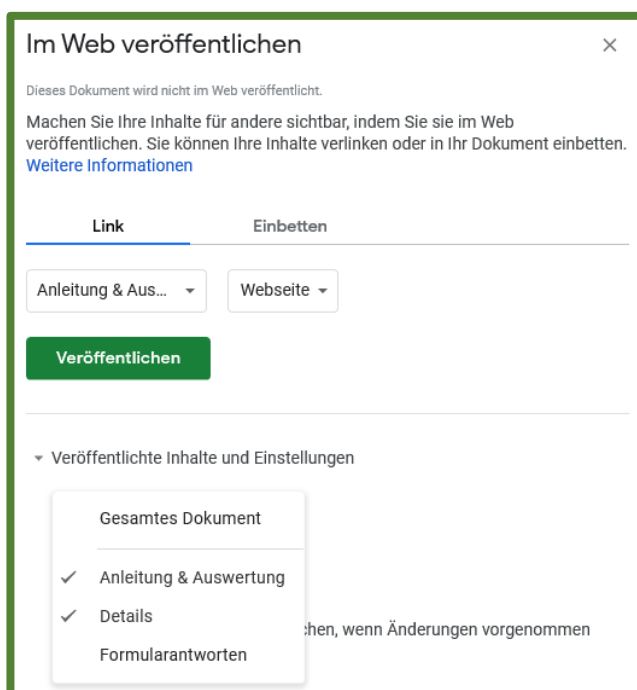 Im Web veröffentlichen
Dieses Dokument wird nicht im Web veröffentlicht.
Machen Sie Ihre Inhalte für andere sichtbar, indem Sie sie im Web
veröffentlichen. Sie können Ihre Inhalte verlinken oder in Ihr Dokument einbetten.
Weitere Informationen
Link Einbetten
Anleitung & Aus... Webseite
Veröffentlichen
Veröffentlichte Inhalte und Einstellungen
Gesamtes Dokument
Anleitung & Auswertung
Details
wenn Änderungen vorgenommen
Formularantworten